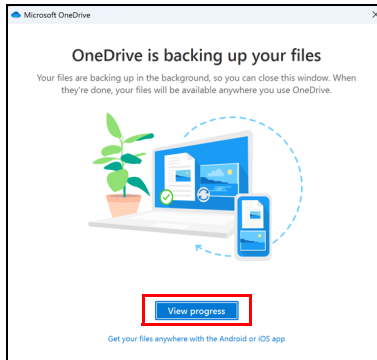 Microsoft OneDrive
OneDrive is backing up your files
Your files are backing up in the background, so you can close this window. When
they're done, your files will be available anywhere you use OneDrive.
View progress
Get your files anywhere with the Android or iOS app